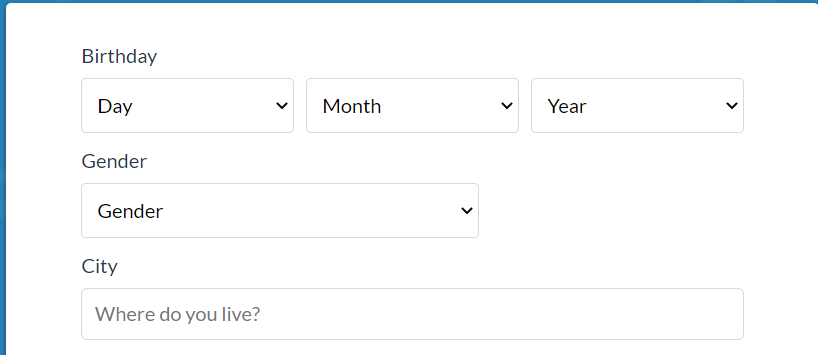 Birthday
Day Month Year
Gender
Gender
City
Where do you live?